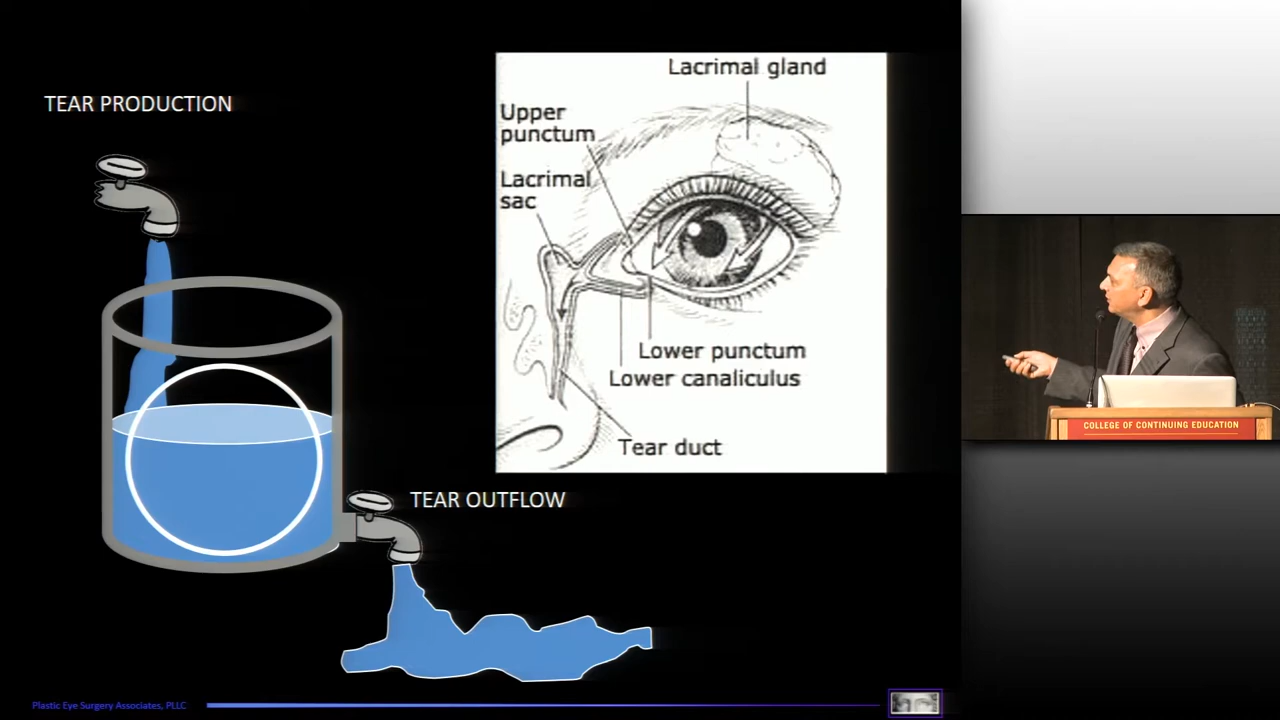 TEAR PRODUCTION
Lacrimal gland
Upper
punctum
Lacrimal
sac
Lower punctum
Lower canaliculus
Tear duct
TEAR OUTFLOW
COLLEGE OF CONTINUING EDUCATION
Plastic Eye Surgery Associates, PLLC